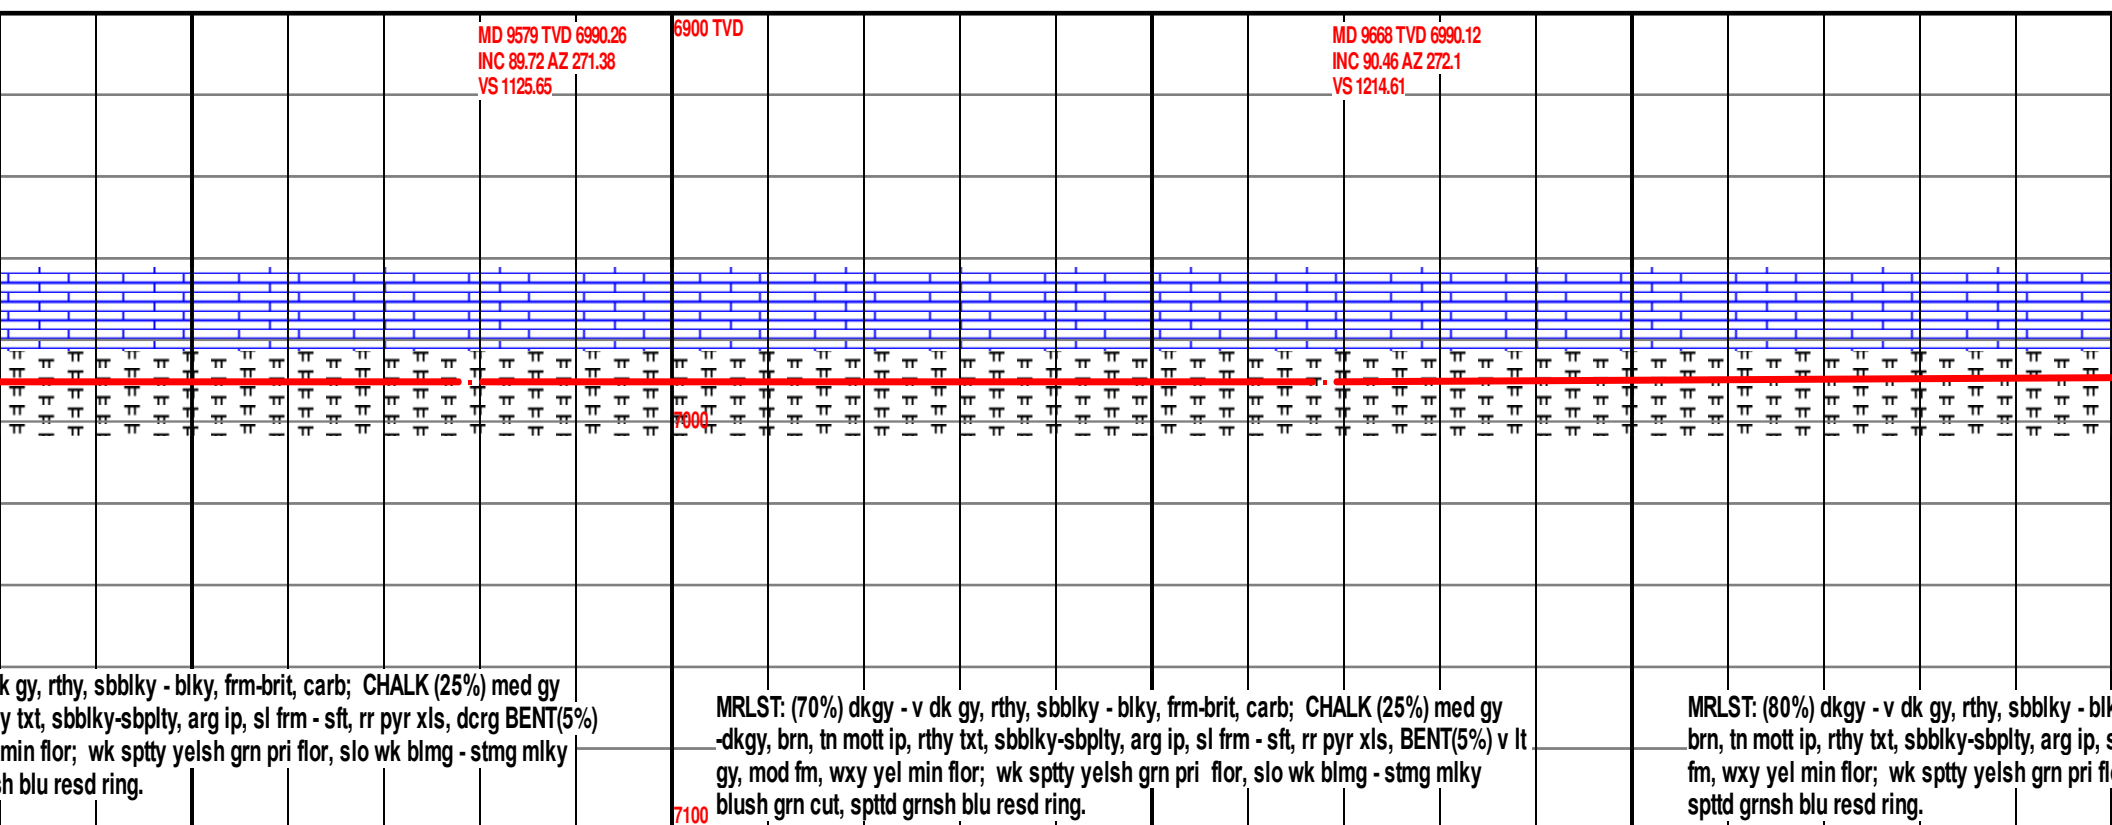 MD 9579 TVD 6990.26
INC 89.72 AZ 271.38
VS 1125.65
6900 TVD
MD 9668 TVD 6990.12
INC 90.46 AZ 272.1
VS 1214.61
7000
k gy, rthy, sbblky - blky, frm-brit, carb; CHALK (25%) med gy
y txt, sbblky-sbplty, arg ip, sl frm - sft, rr pyr xls, dcrg BENT(5%)
min flor; wk sptty yelsh grn pri flor, slo wk blmg - stmg mlky
sh blu resd ring.
MRLST: (70%) dkgy - v dk gy, rthy, sbblky - blky, frm-brit, carb; CHALK (25%) med gy
-dkgy, brn, tn mott ip, rthy txt, sbblky-sbplty, arg ip, sl frm - sft, rr pyr xls, BENT(5%) v lt
gy, mod fm, wxy yel min flor; wk sptty yelsh grn pri flor, slo wk blmg - stmg mlky
blush grn cut, spttd grnsh blu resd ring.
7100
MRLST: (80%) dkgy - v dk gy, rthy, sbblky - blk
brn, tn mott ip, rthy txt, sbblky-sbplty, arg ip, s
fm, wxy yel min flor; wk sptty yelsh grn pri flo
spttd grnsh blu resd ring.